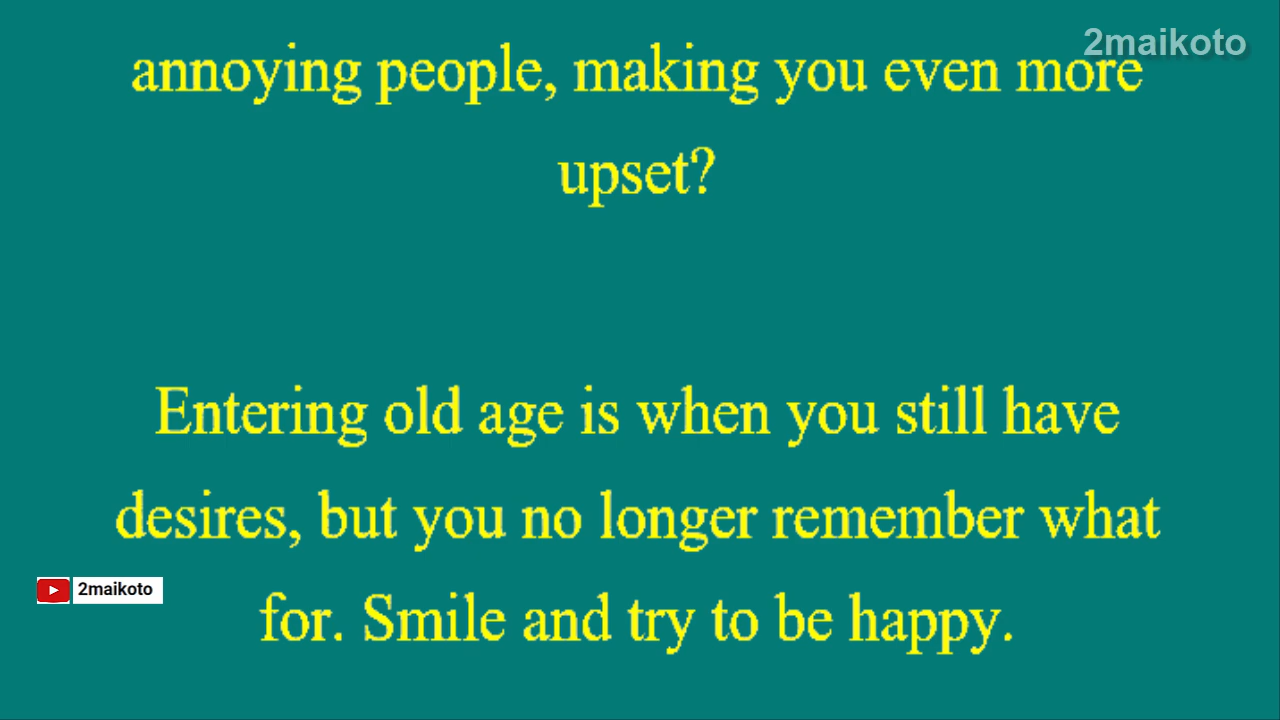 2maikoto
annoying people, making you even more
upset?
Entering old age is when you still have
desires, but you no longer remember what
2maikoto
for. Smile and try to be happy.